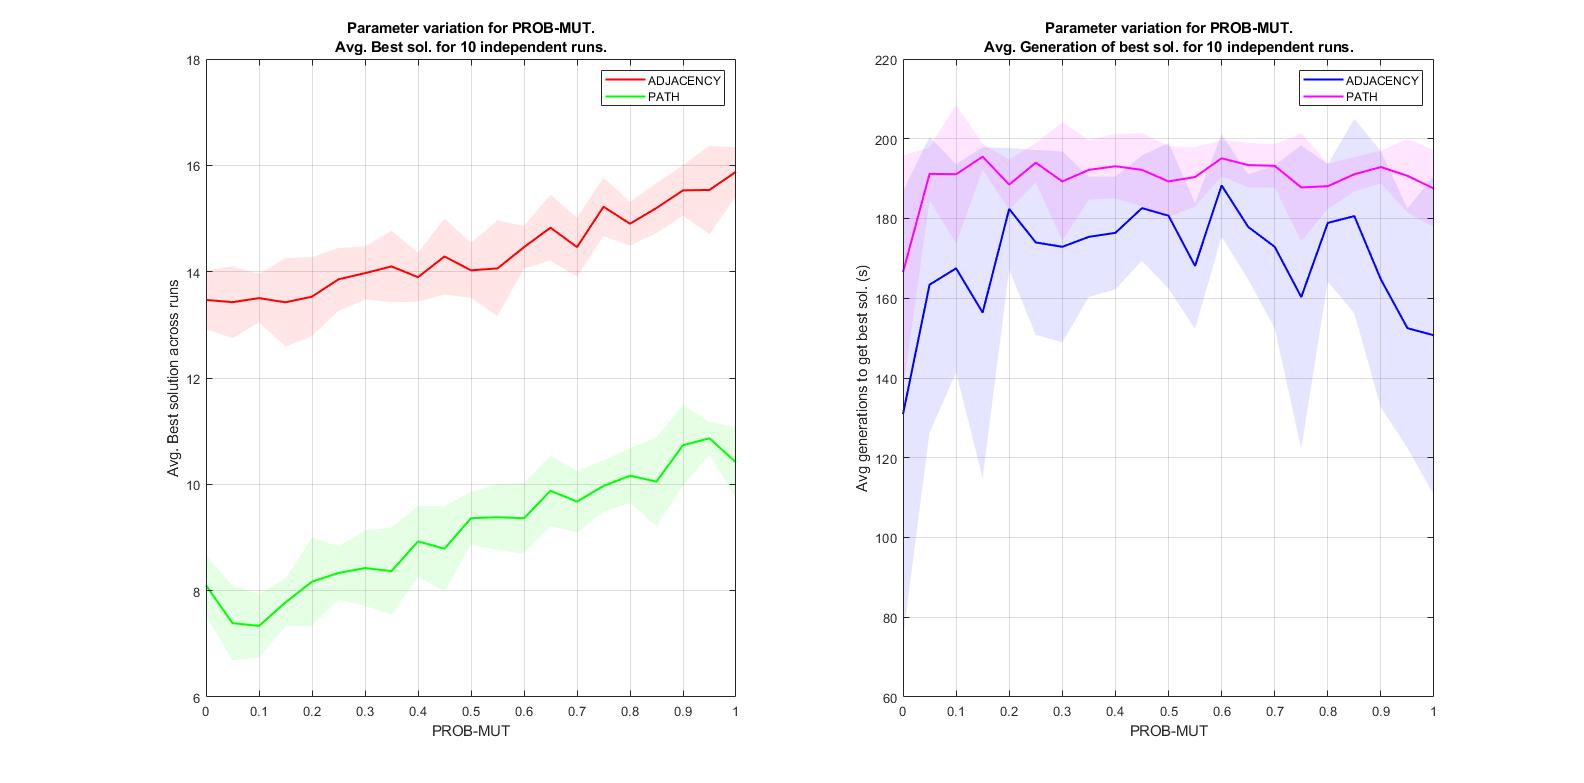 Parameter variation for PROB-MUT.
Avg. Best sol. for 10 independent runs.
18
16
14
12
10
8
6
Avg. Best solution across runs
ADJACENCY
PATH
0 0.1 0.2 0.3 0.4 0.5 0.6 0.7 0.8 0.9 1
PROB-MUT
Parameter variation for PROB-MUT.
Avg. Generation of best sol. for 10 independent runs.
220
200
180
160
140
120
100
80
60
Avg generations to get best sol. (s)
ADJACENCY
PATH
0 0.1 0.2 0.3 0.4 0.5 0.6 0.7 0.8 0.9 1
PROB-MUT